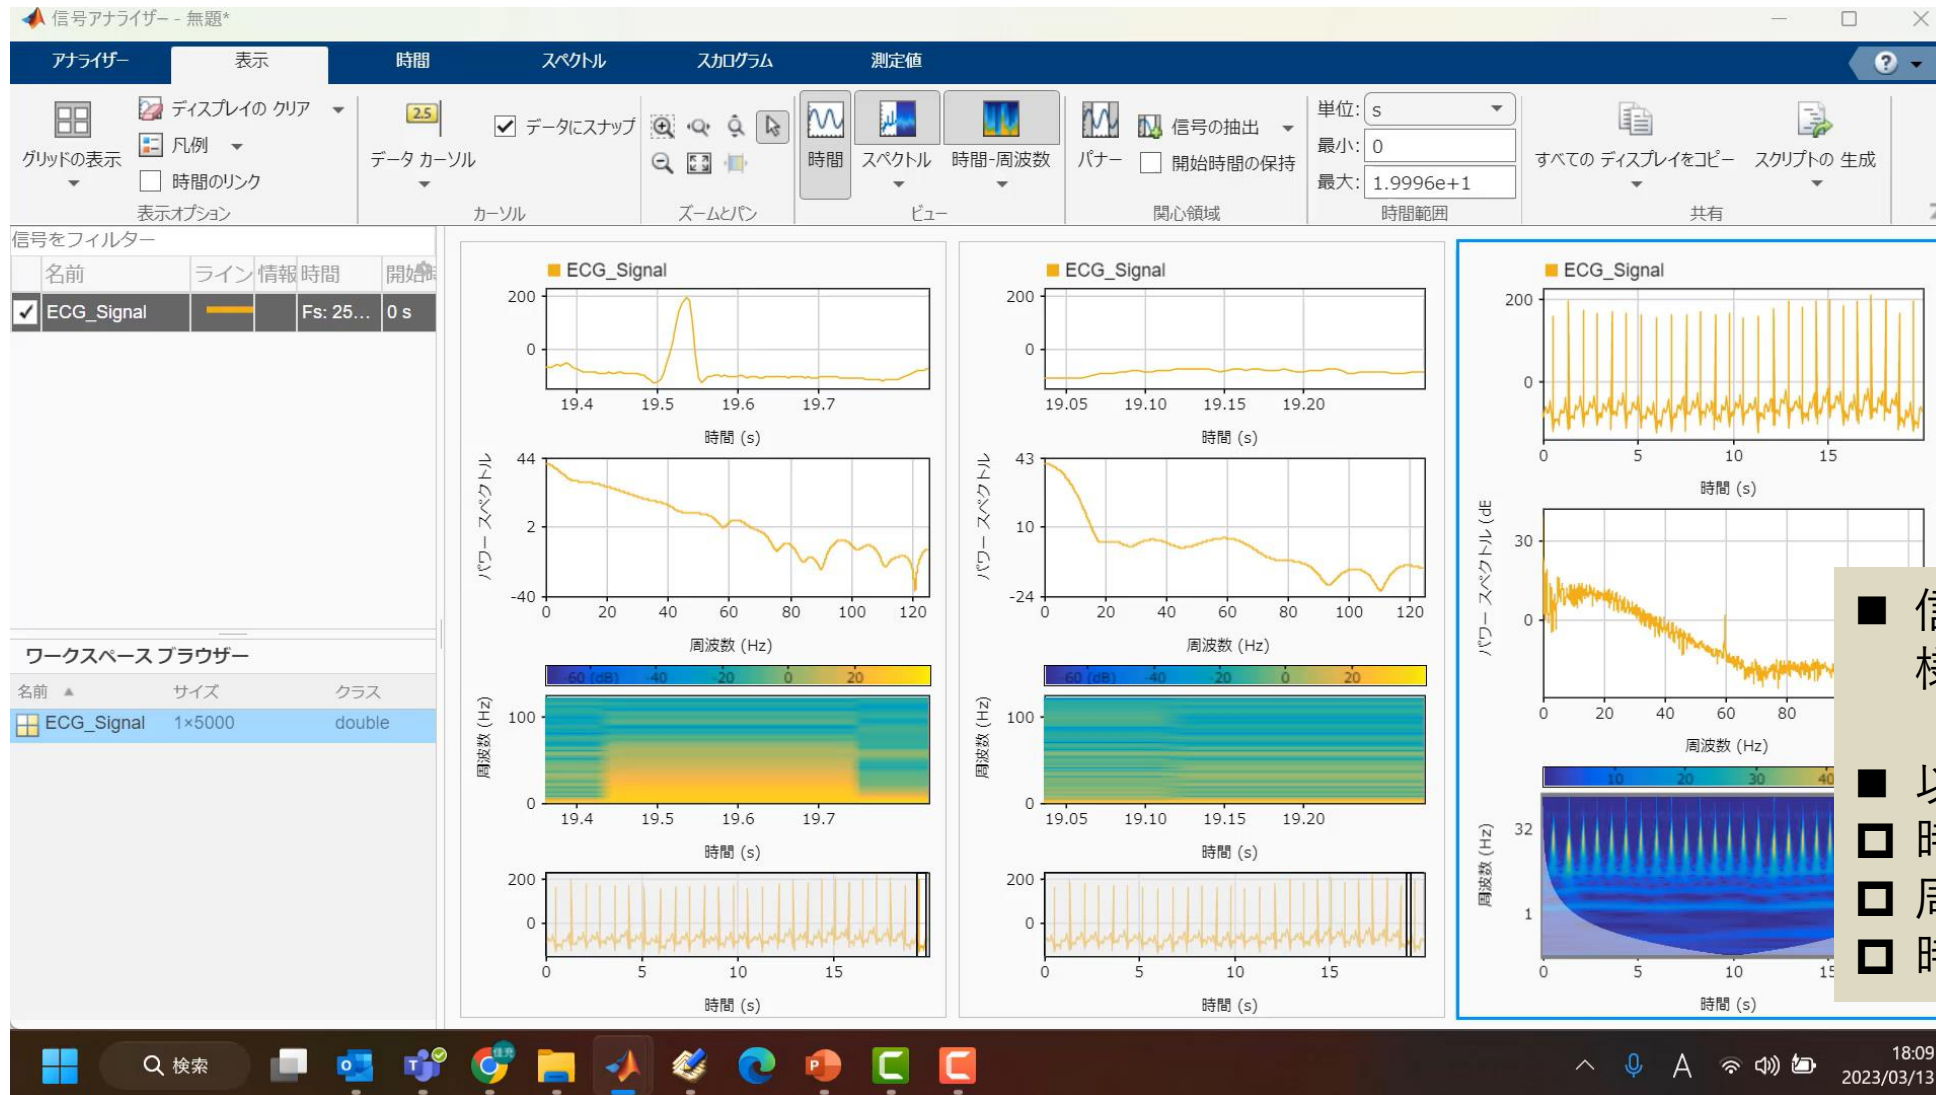 信号アナライザー - 無題*
アナライザー 表示 時間 スペクトル スカログラム 測定値
グリッドの表示
ディスプレイの クリア
凡例
時間のリンク
表示オプション
2.5
データ カーソル
データにスナップ
カーソル
ズームとパン
時間
スペクトル
時間-周波数
ビュー
パナー
信号の抽出
開始時間の保持
関心領域
単位: s
最小: 0
最大: 1.9996e+1
時間範囲
すべての ディスプレイをコピー
スクリプトの 生成
共有
信号をフィルター
名前 ライン 情報 時間
ECG_Signal Fs: 25... 0 s
ワークスペース ブラウザー
名前 サイズ クラス
ECG_Signal 1×5000 double
ECG_Signal
200
0
19.4 19.5 19.6 19.7
時間 (s)
パワー スペクトル
44
2
-40
0 20 40 60 80 100 120
周波数 (Hz)
-60 (dB) -40 -20 0 20
周波数 (Hz)
100
0
19.4 19.5 19.6 19.7
時間 (s)
200
0
0 5 10 15
時間 (s)
ECG_Signal
200
0
19.05 19.10 19.15 19.20
時間 (s)
パワー スペクトル
43
10
-24
0 20 40 60 80 100 120
周波数 (Hz)
-60 (dB) -40 -20 0 20
周波数 (Hz)
100
0
19.05 19.10 19.15 19.20
時間 (s)
200
0
0 5 10 15
時間 (s)
ECG_Signal
200
0
0 5 10 15
時間 (s)
パワー スペクトル (dB
30
0
0 20 40 60 80
周波数 (Hz)
10 20 30 40
周波数 (Hz)
32
1
0 5 10 15
時間 (s)
■ 信
■ 以
時
周
時
検索
A
18:09
2023/03/13